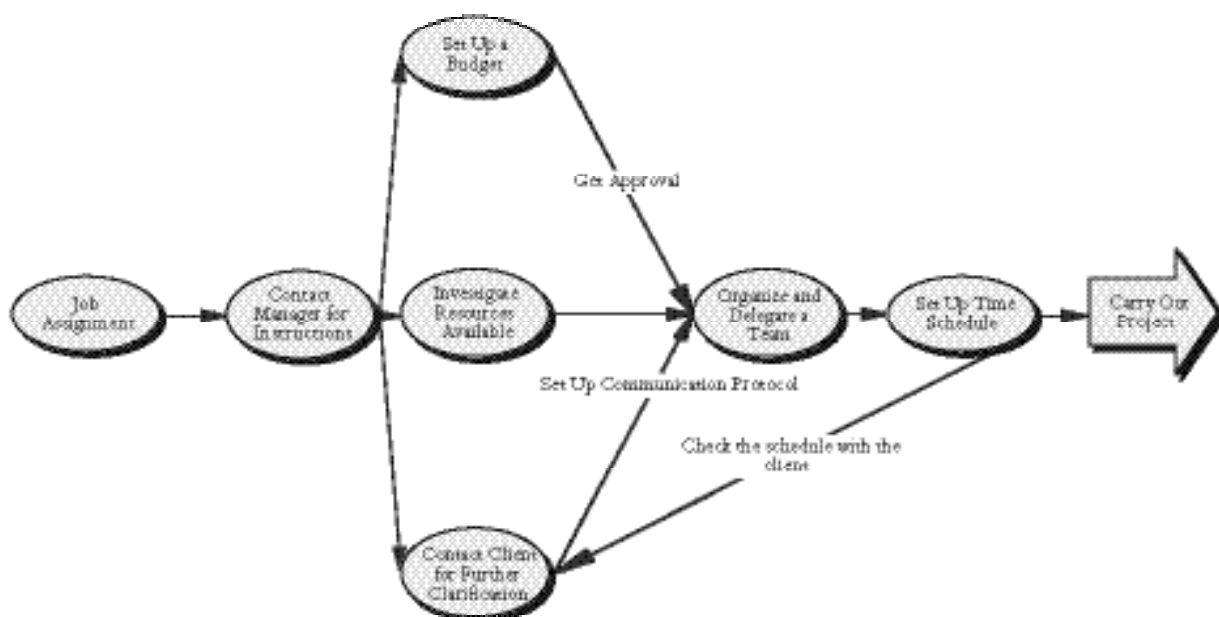 Set Up a
Budget
Get Approval
Job
Assignment
Contact
Manager for
Instructions
Investigate
Resources
Available
Organize and
Delegate a
Team
Set Up Time
Schedule
Carry Out
Project
Set Up Communication Protocol
Check the schedule with the
client
Contact Client
for Further
Clarification